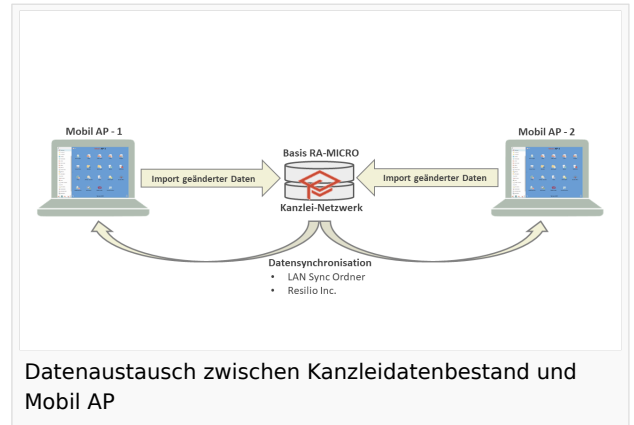 Mobil AP - 1
Mobil AP - 2
Basis RA-MICRO
Import geänderter Daten
Import geänderter Daten
Kanzlei-Netzwerk
Datensynchronisation
• LAN Sync Ordner
• Resilio Inc.
Datenaustausch zwischen Kanzleidatenbestand und
Mobil AP